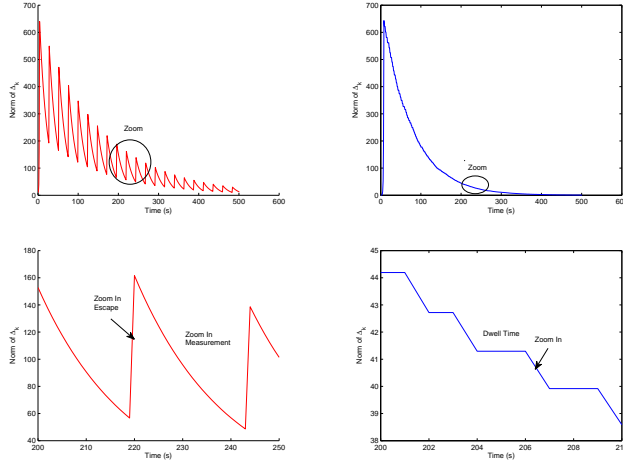 700
600
500
400
300
200
100
0
Norm of Δk
Zoom
0 100 200 300 400 500 600
Time (s)
700
600
500
400
300
200
100
0
Norm of Δk
Zoom
0 100 200 300 400 500
Time (s)
180
160
140
120
100
80
60
40
Norm of Δk
Zoom In
Escape
Zoom In
Measurement
200 210 220 230 240 250
Time (s)
45
44
43
42
41
40
39
38
Norm of Δk
Dwell Time
Zoom In
200 202 204 206 208
Time (s)